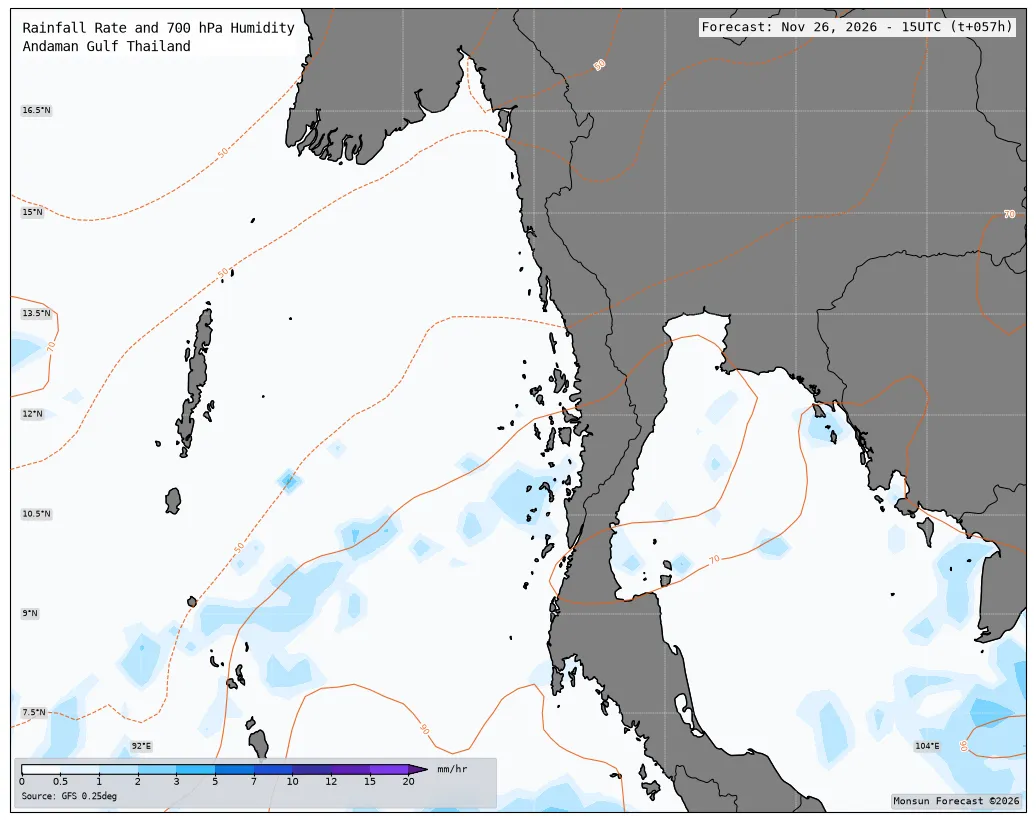 Rainfall Rate and 700 hPa Humidity
Andaman Gulf Thailand
Forecast: Nov 26, 2026 - 15UTC (t+057h)
50
16.5°N
50
15°N
70
50
13.5°N
70
12°N
10.5°N
50
70
9°N
7.5°N
90
92°E
104°E
90
0 0.5 1 2 3 5 7 10 12 15 20 mm/hr
Source: GFS 0.25deg
Monsun Forecast ©2026